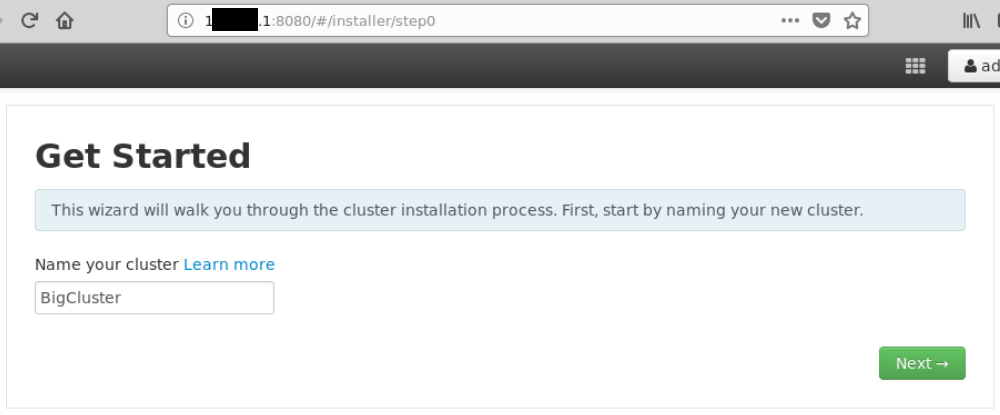 1 .1:8080/#/installer/step0
ad
Get Started
This wizard will walk you through the cluster installation process. First, start by naming your new cluster.
Name your cluster Learn more
BigCluster
Next →